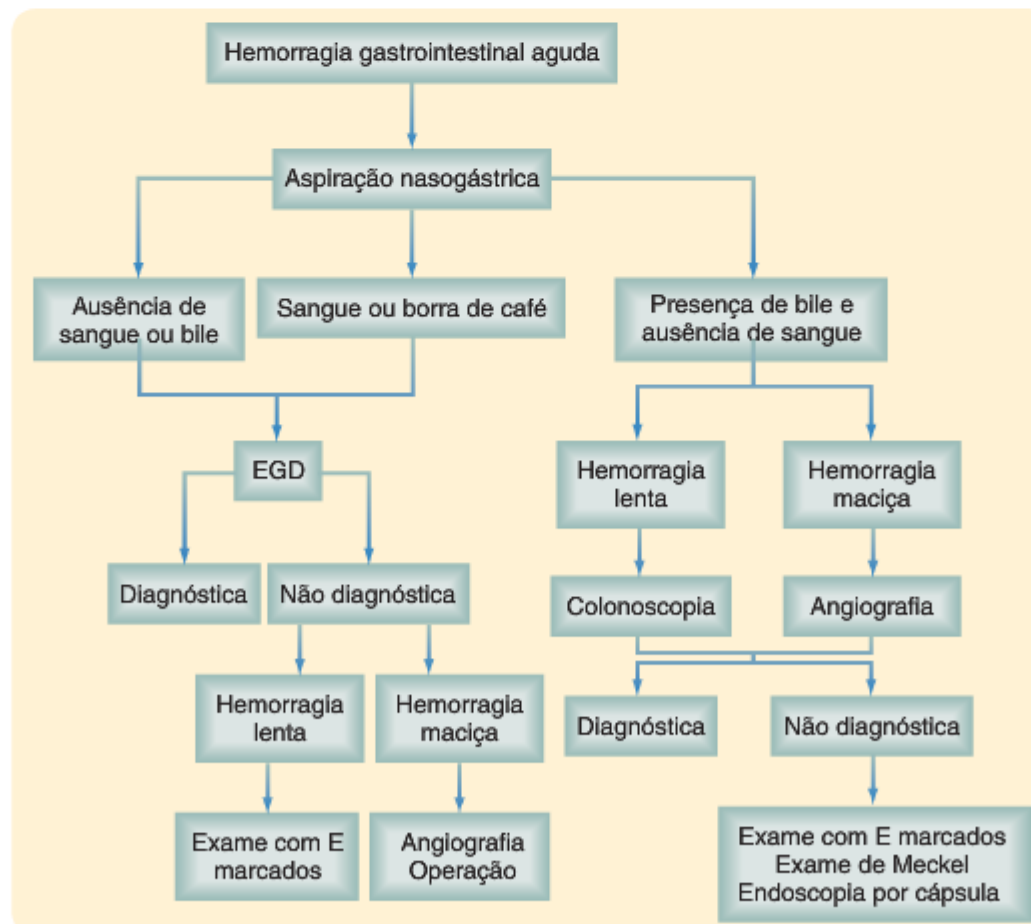 Hemorragia gastrointestinal aguda
Aspiração nasogástrica
Ausência de
sangue ou bile
Sangue ou borra de café
Presença de bile e
ausência de sangue
EGD
Hemorragia
lenta
Hemorragia
maciça
Diagnóstica
Não diagnóstica
Colonoscopia
Angiografia
Hemorragia
lenta
Hemorragia
maciça
Diagnóstica
Não diagnóstica
Exame com E
marcados
Angiografia
Operação
Exame com E marcados
Exame de Meckel
Endoscopia por cápsula